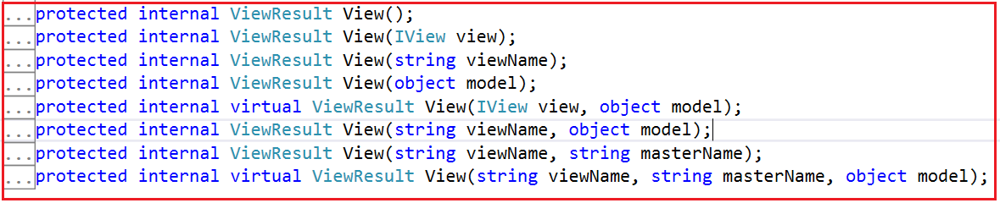 ...protected internal ViewResult View();
...protected internal ViewResult View(IView view);
...protected internal ViewResult View(string viewName);
...protected internal ViewResult View(object model);
...protected internal virtual ViewResult View(IView view, object model);
...protected internal ViewResult View(string viewName, object model);
...protected internal ViewResult View(string viewName, string masterName);
...protected internal virtual ViewResult View(string viewName, string masterName, object model);